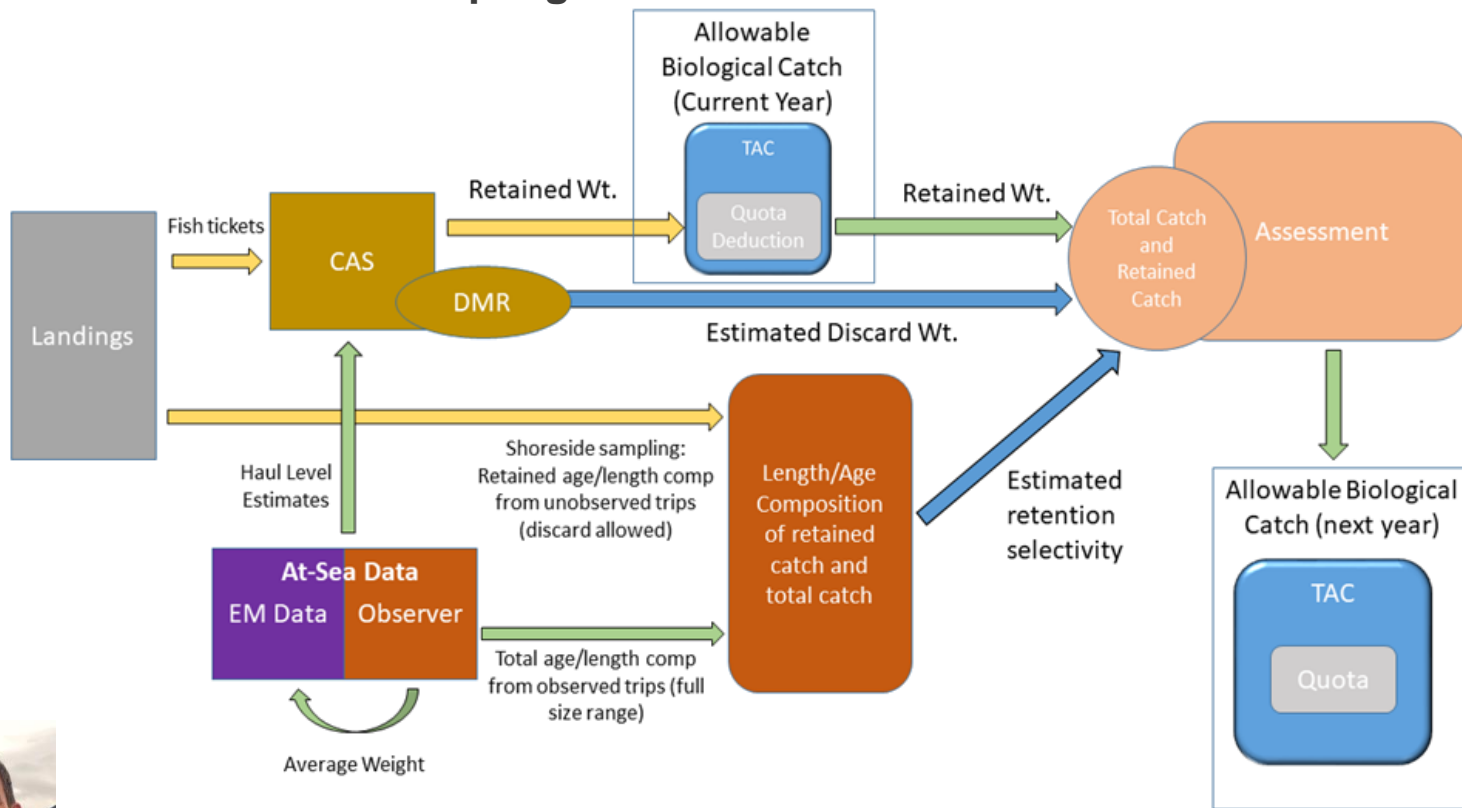 Allowable
Biological Catch
(Current Year)
TAC
Quota
Deduction
Retained Wt.
Retained Wt.
Fish tickets
CAS
DMR
Landings
Total Catch
and
Retained
Catch
Assessment
Estimated Discard Wt.
Haul Level
Estimates
Shoreside sampling:
Retained age/length comp
from unobserved trips
(discard allowed)
Length/Age
Composition
of retained
catch and
total catch
Estimated
retention
selectivity
At-Sea Data
EM Data
Observer
Total age/length comp
from observed trips (full
size range)
Average Weight
Allowable Biological
Catch (next year)
TAC
Quota